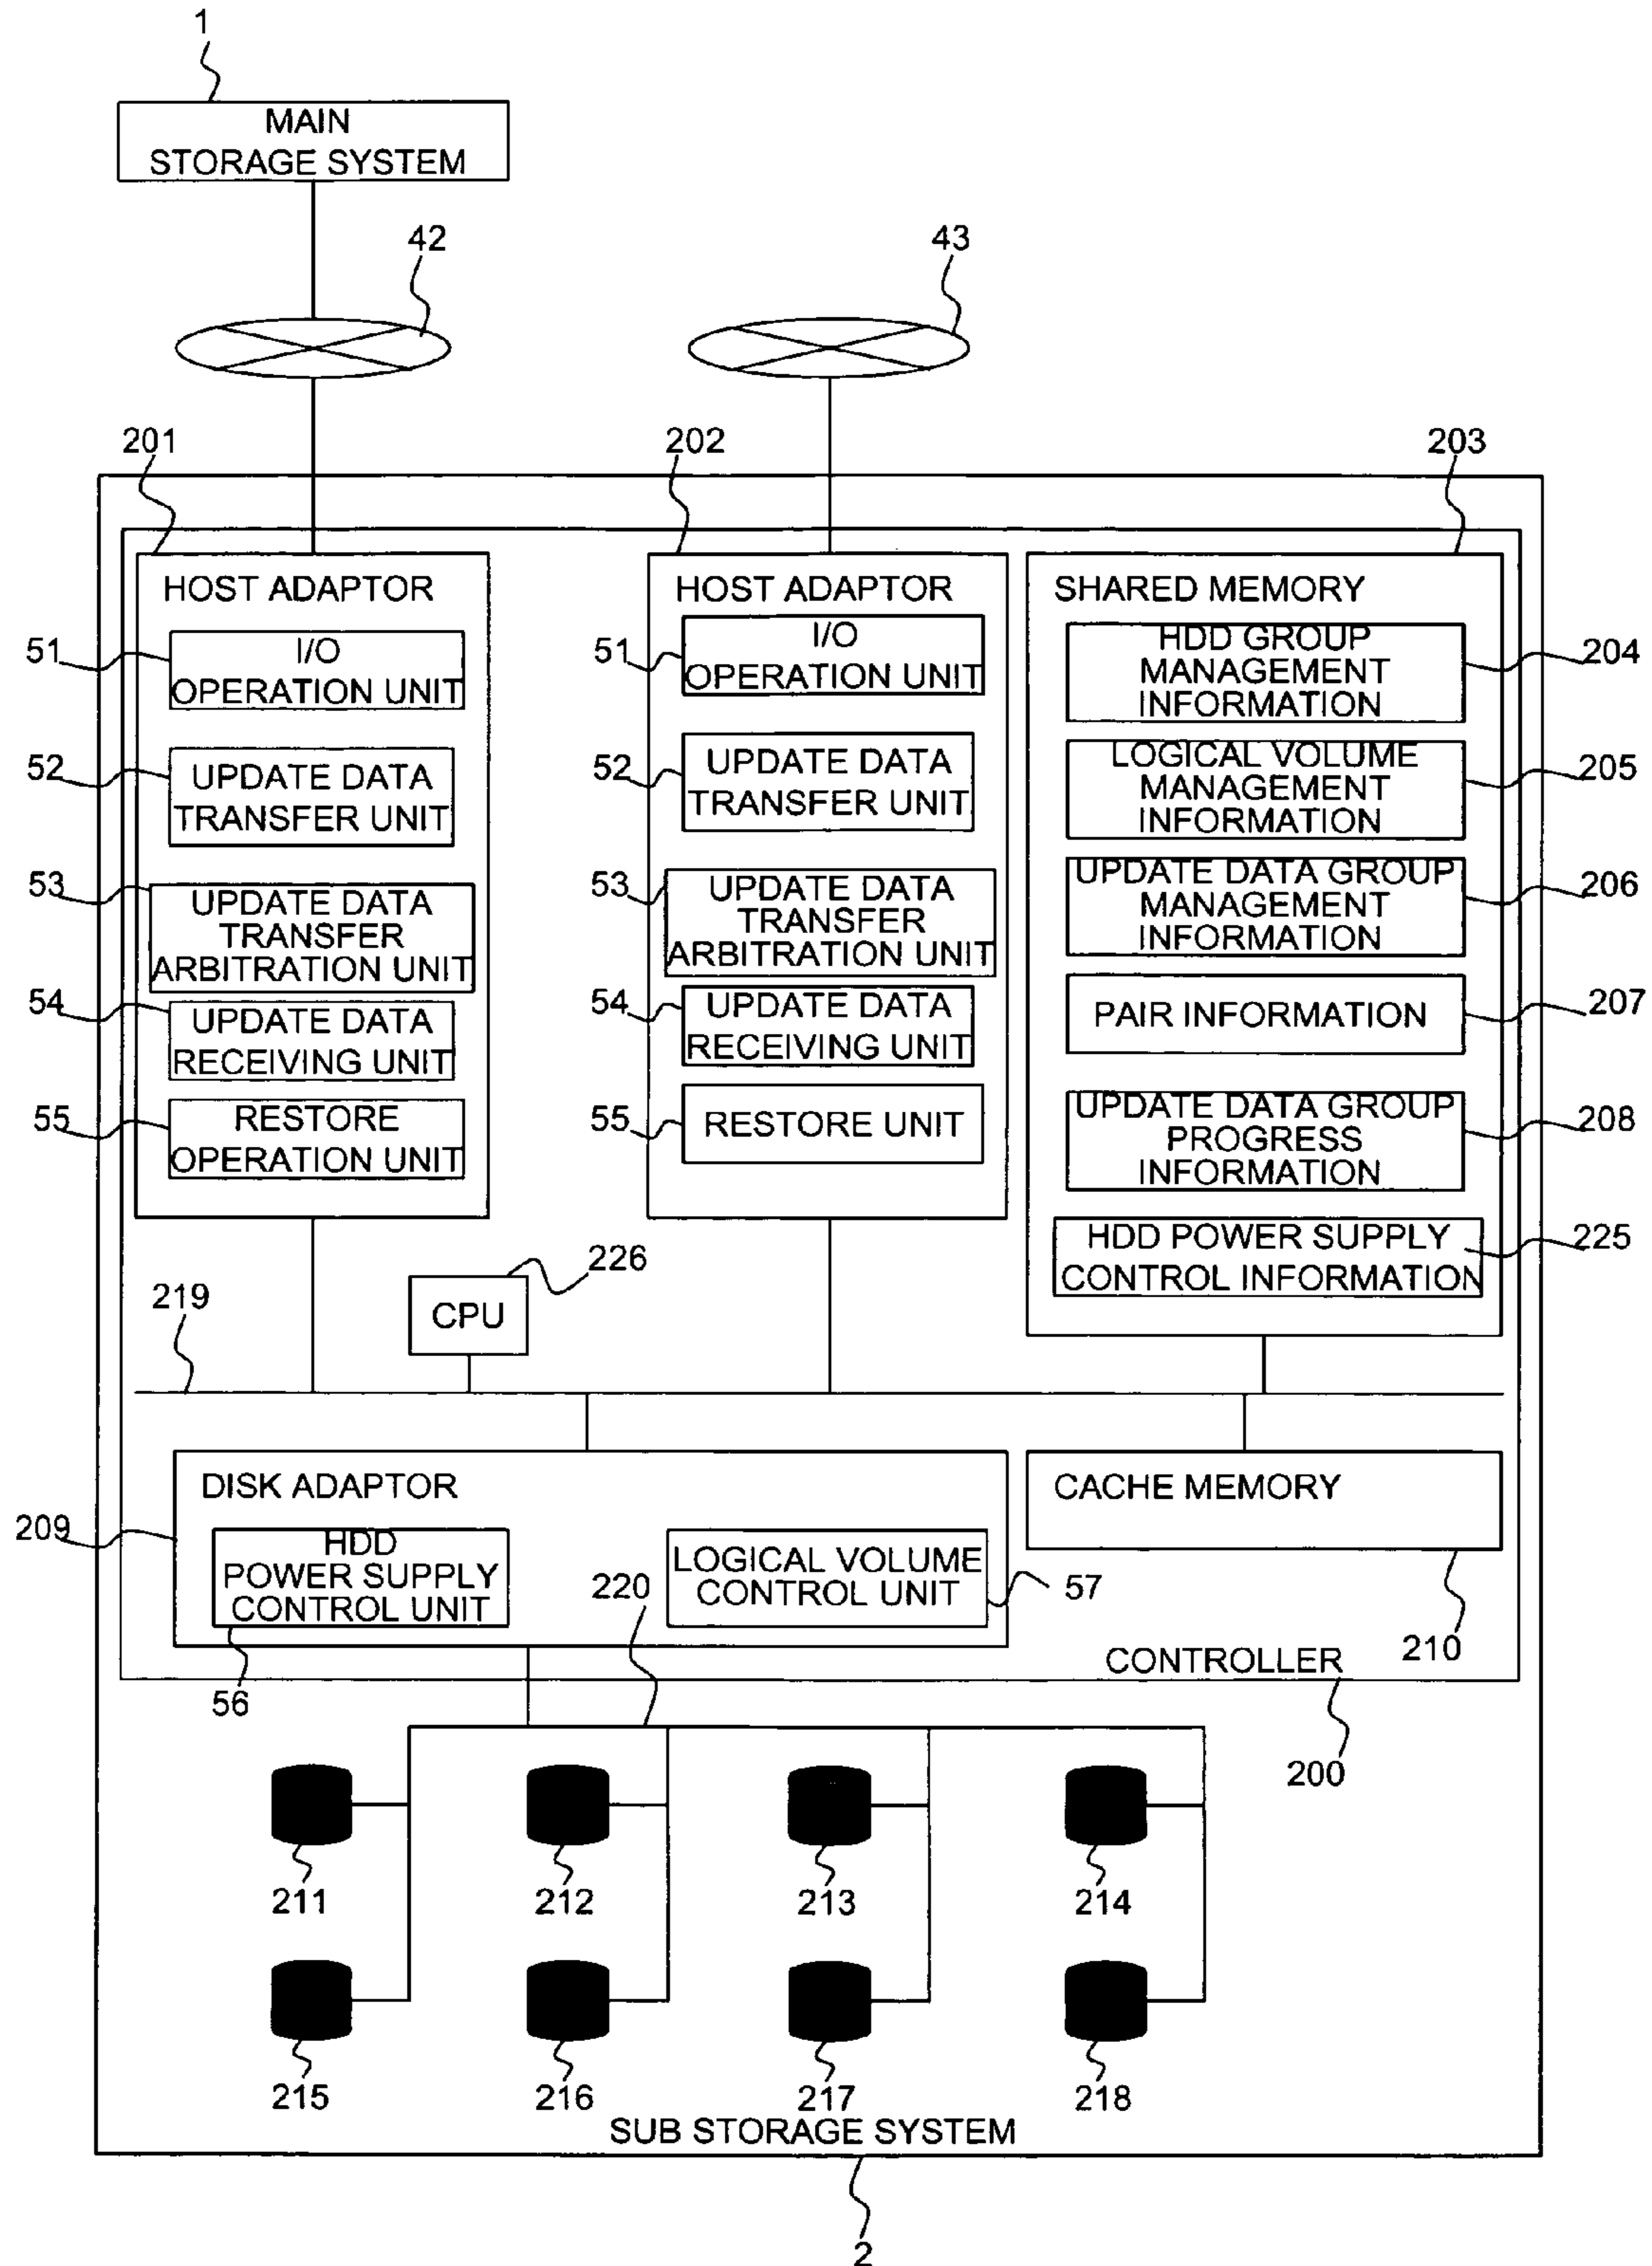 1
MAIN
STORAGE SYSTEM
42
43
201
202
203
HOST ADAPTOR
51
I/O
OPERATION UNIT
52
UPDATE DATA
TRANSFER UNIT
53
UPDATE DATA
TRANSFER
ARBITRATION UNIT
54
UPDATE DATA
RECEIVING UNIT
55
RESTORE
OPERATION UNIT
HOST ADAPTOR
51
I/O
OPERATION UNIT
52
UPDATE DATA
TRANSFER UNIT
53
UPDATE DATA
TRANSFER
ARBITRATION UNIT
54
UPDATE DATA
RECEIVING UNIT
55
RESTORE UNIT
SHARED MEMORY
HDD GROUP
MANAGEMENT
INFORMATION
204
LOGICAL VOLUME
MANAGEMENT
INFORMATION
205
UPDATE DATA GROUP
MANAGEMENT
INFORMATION
206
PAIR INFORMATION
207
UPDATE DATA GROUP
PROGRESS
INFORMATION
208
HDD POWER SUPPLY
CONTROL INFORMATION
225
226
CPU
219
DISK ADAPTOR
209
HDD
POWER SUPPLY
CONTROL UNIT
56
LOGICAL VOLUME
CONTROL UNIT
57
220
CACHE MEMORY
210
CONTROLLER
200
211
212
213
214
215
216
217
218
SUB STORAGE SYSTEM
2